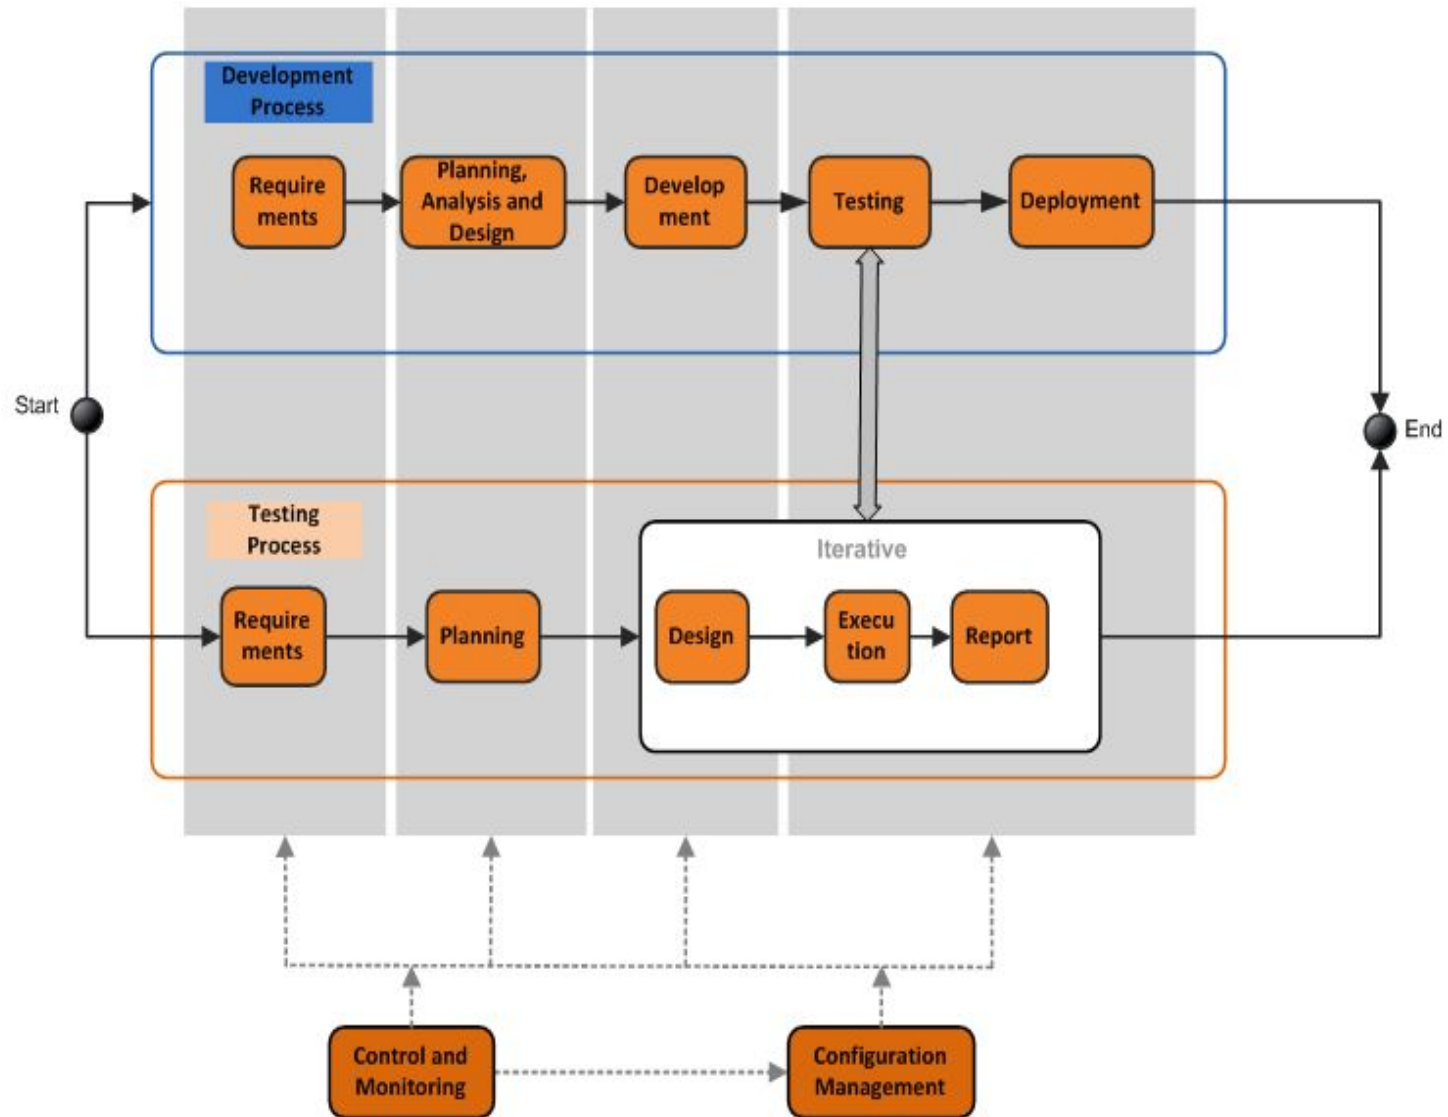 Development
Process
Require
ments
Planning,
Analysis and
Design
Develop
ment
Testing
Deployment
Start
End
Testing
Process
Iterative
Require
ments
Planning
Design
Execu
tion
Report
Control and
Monitoring
Configuration
Management